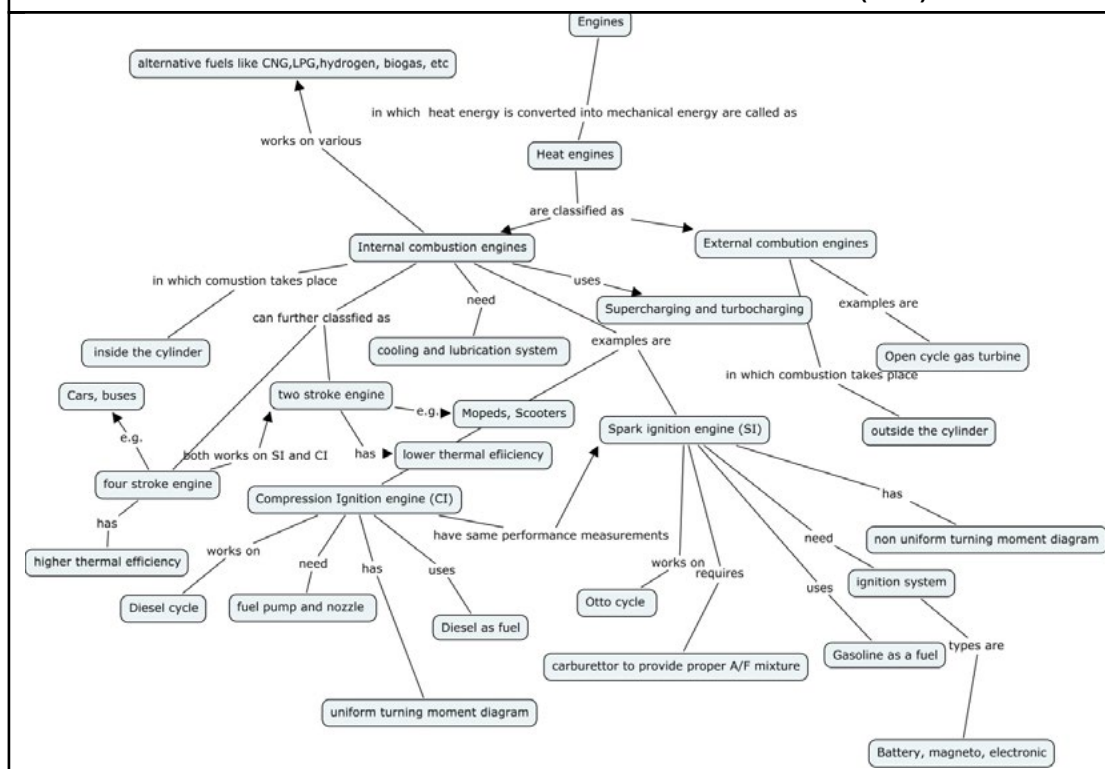 Engines
alternative fuels like CNG,LPG,hydrogen, biogas, etc
in which heat energy is converted into mechanical energy are called as
works on various
Heat engines
are classified as
Internal combustion engines
External combution engines
in which comustion takes place
uses
need
examples are
Supercharging and turbocharging
can further classfied as
inside the cylinder
cooling and lubrication system
examples are
Open cycle gas turbine
in which combustion takes place
Cars, buses
two stroke engine
e.g.
Mopeds, Scooters
Spark ignition engine (SI)
outside the cylinder
e.g.
both works on SI and CI
has
lower thermal efiiciency
four stroke engine
Compression Ignition engine (CI)
has
has
have same performance measurements
non uniform turning moment diagram
higher thermal efficiency
works on
need
has
uses
works on
requires
need
ignition system
uses
Diesel cycle
fuel pump and nozzle
Diesel as fuel
Otto cycle
types are
carburettor to provide proper A/F mixture
Gasoline as a fuel
uniform turning moment diagram
Battery, magneto, electronic